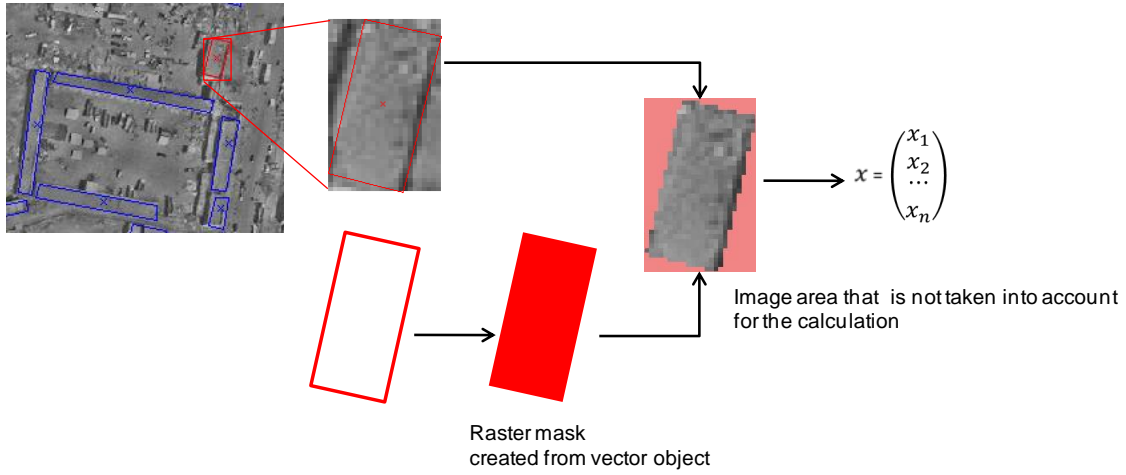 x = (x1
x2
...
xn)
Image area that is not taken into account
for the calculation
Raster mask
created from vector object